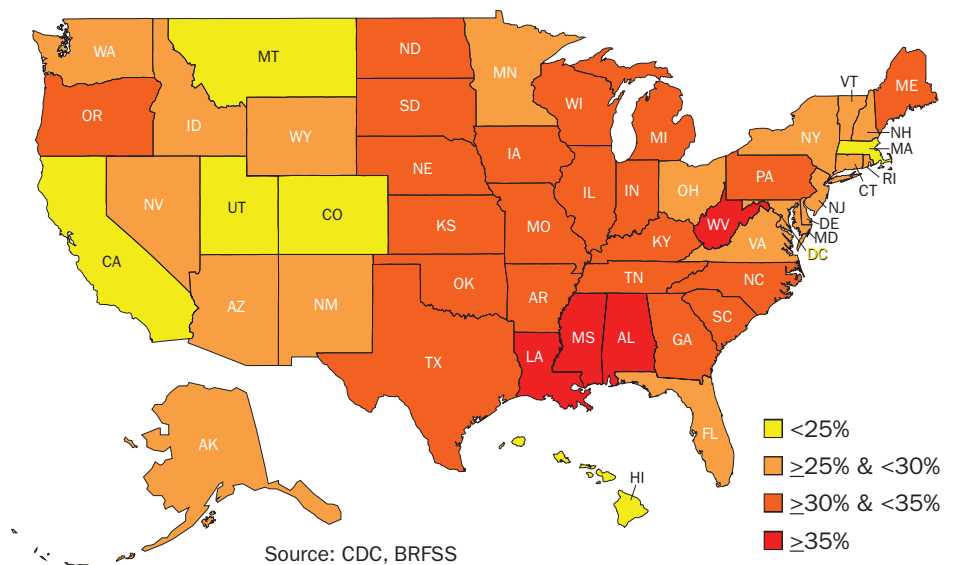 WA
MT
ND
MN
VT
ME
OR
ID
SD
WI
MI
NY
NH
MA
WY
IA
NE
PA
RI
CT
NV
UT
CO
IL
IN
OH
NJ
DE
MD
DC
CA
KS
MO
WV
VA
KY
AZ
NM
OK
AR
TN
NC
SC
TX
LA
MS
AL
GA
FL
AK
HI
<25%
≥25% & <30%
≥30% & <35%
≥35%
Source: CDC, BRFSS